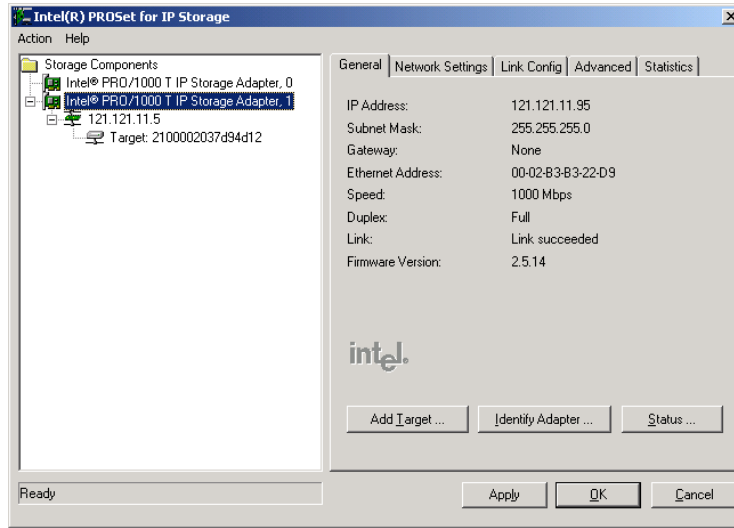 Intel(R) PROSet for IP Storage
Action Help
Storage Components
Intel® PRO/1000 T IP Storage Adapter, 0
Intel® PRO/1000 T IP Storage Adapter, 1
121.121.11.5
Target: 2100002037d94d12
General Network Settings Link Config Advanced Statistics
IP Address: 121.121.11.95
Subnet Mask: 255.255.255.0
Gateway: None
Ethernet Address: 00-02-B3-B3-22-D9
Speed: 1000 Mbps
Duplex: Full
Link: Link succeeded
Firmware Version: 2.5.14
intel®
Add Target ... Identify Adapter ... Status ...
Ready
Apply OK Cancel